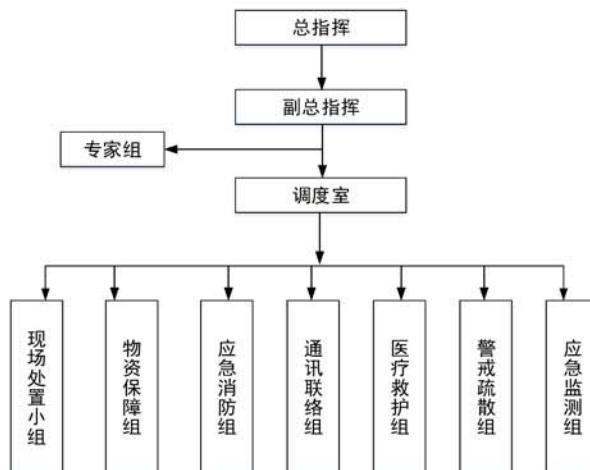 总指挥
副总指挥
专家组
调度室
现场处置小组
物资保障组
应急消防组
通讯联络组
医疗救护组
警戒疏散组
应急监测组